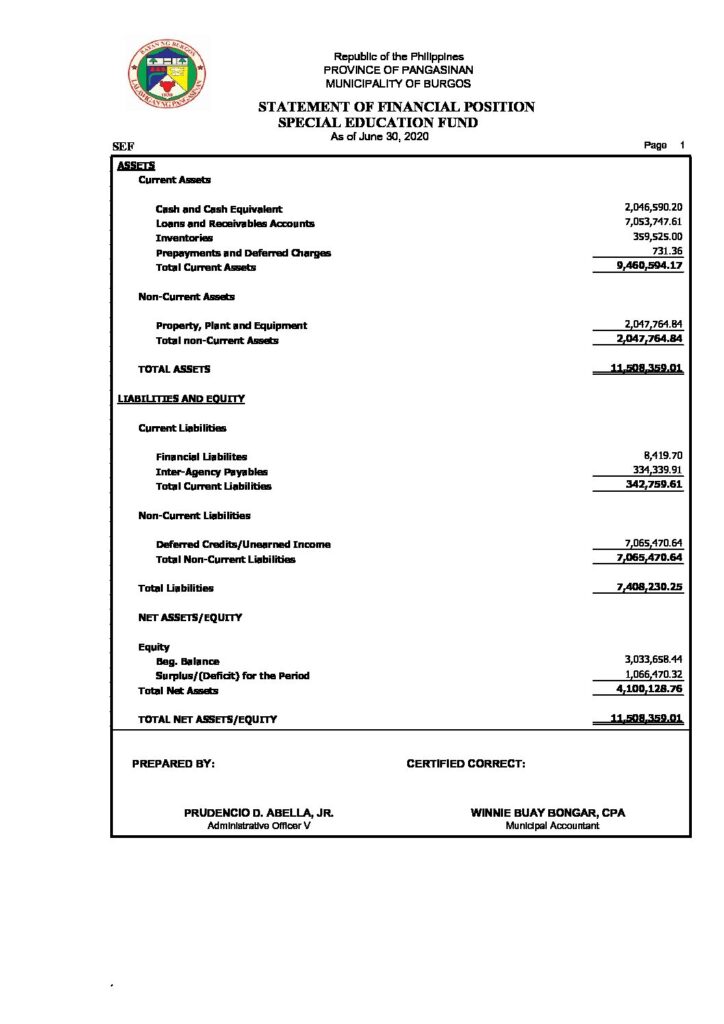 BAYAN NG BURGOS
LALAWIGAN NG PANGASINAN
Republic of the Philippines
PROVINCE OF PANGASINAN
MUNICIPALITY OF BURGOS
STATEMENT OF FINANCIAL POSITION
SPECIAL EDUCATION FUND
As of June 30, 2020
SEF Page 1
ASSETS
Current Assets
Cash and Cash Equivalent 2,046,590.20
Loans and Receivables Accounts 7,053,747.61
Inventories 359,525.00
Prepayments and Deferred Charges 731.36
Total Current Assets 9,460,594.17
Non-Current Assets
Property, Plant and Equipment 2,047,764.84
Total non-Current Assets 2,047,764.84
TOTAL ASSETS 11,508,359.01
LIABILITIES AND EQUITY
Current Liabilities
Financial Liabilites 8,419.70
Inter-Agency Payables 334,339.91
Total Current Liabilities 342,759.61
Non-Current Liabilities
Deferred Credits/Unearned Income 7,065,470.64
Total Non-Current Liabilities 7,065,470.64
Total Liabilities 7,408,230.25
NET ASSETS/EQUITY
Equity
Beg. Balance 3,033,658.44
Surplus/(Deficit) for the Period 1,066,470.32
Total Net Assets 4,100,128.76
TOTAL NET ASSETS/EQUITY 11,508,359.01
PREPARED BY: CERTIFIED CORRECT:
PRUDENCIO D. ABELLA, JR. WINNIE BUAY BONGAR, CPA
Administrative Officer V Municipal Accountant